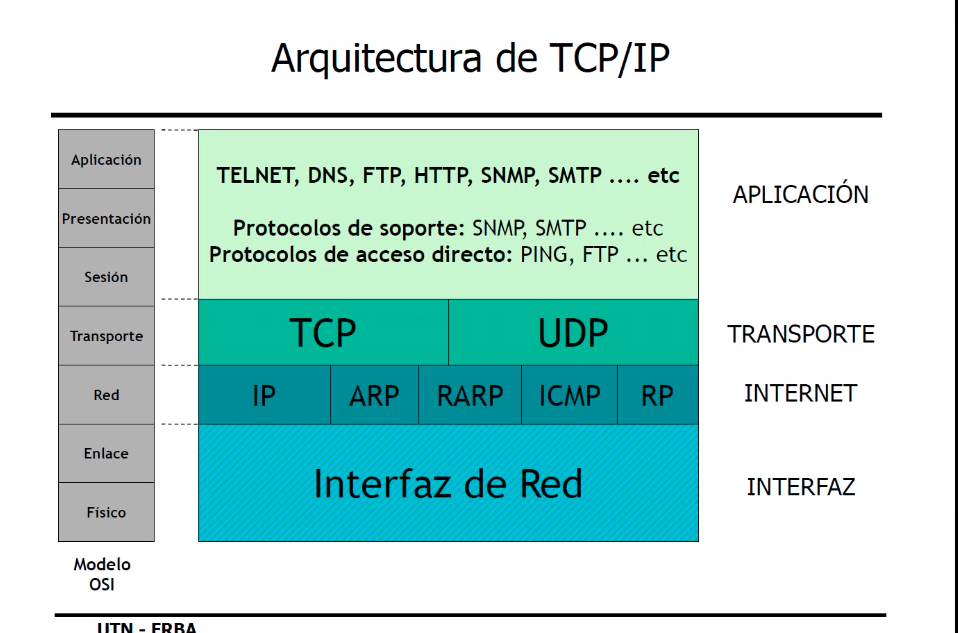 Arquitectura de TCP/IP
Aplicación
Presentación
Sesión
Transporte
Red
Enlace
Físico
Modelo
OSI
TELNET, DNS, FTP, HTTP, SNMP, SMTP .... etc
Protocolos de soporte: SNMP, SMTP .... etc
Protocolos de acceso directo: PING, FTP ... etc
TCP
UDP
IP
ARP
RARP
ICMP
RP
Interfaz de Red
APLICACIÓN
TRANSPORTE
INTERNET
INTERFAZ
UTN - FRBA